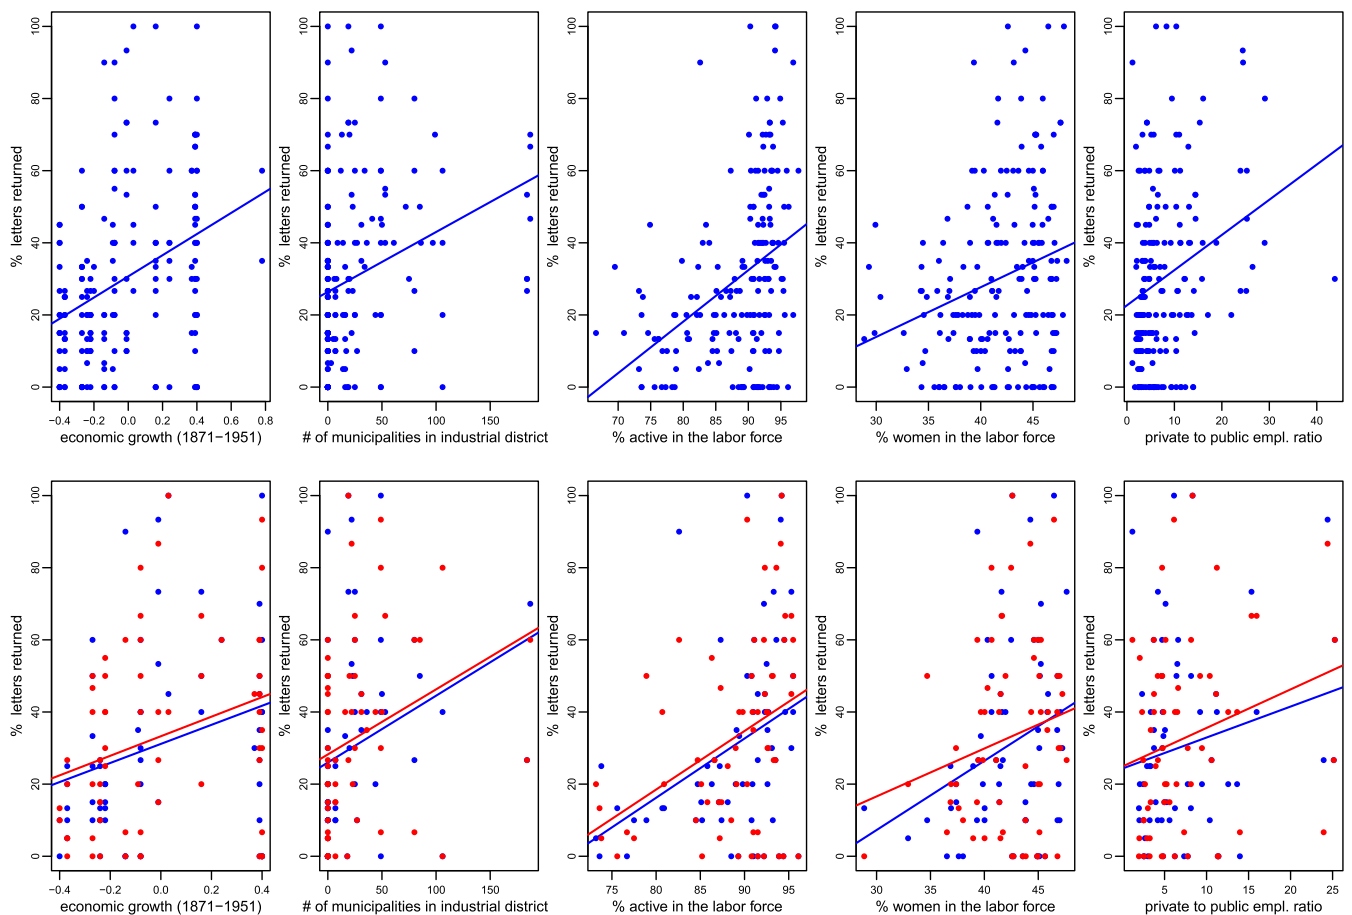 0 20 40 60 80 100
% letters returned
−0.4 −0.2 0.0 0.2 0.4 0.6 0.8
economic growth (1871−1951)
0 20 40 60 80 100
% letters returned
0 50 100 150
# of municipalities in industrial district
0 20 40 60 80 100
% letters returned
70 75 80 85 90 95
% active in the labor force
0 20 40 60 80 100
% letters returned
30 35 40 45
% women in the labor force
0 20 40 60 80 100
% letters returned
0 10 20 30 40
private to public empl. ratio
0 20 40 60 80 100
% letters returned
−0.4 −0.2 0.0 0.2 0.4
economic growth (1871−1951)
0 20 40 60 80 100
% letters returned
0 50 100 150
# of municipalities in industrial district
0 20 40 60 80 100
% letters returned
75 80 85 90 95
% active in the labor force
0 20 40 60 80 100
% letters returned
30 35 40 45
% women in the labor force
0 20 40 60 80 100
% letters returned
5 10 15 20 25
private to public empl. ratio